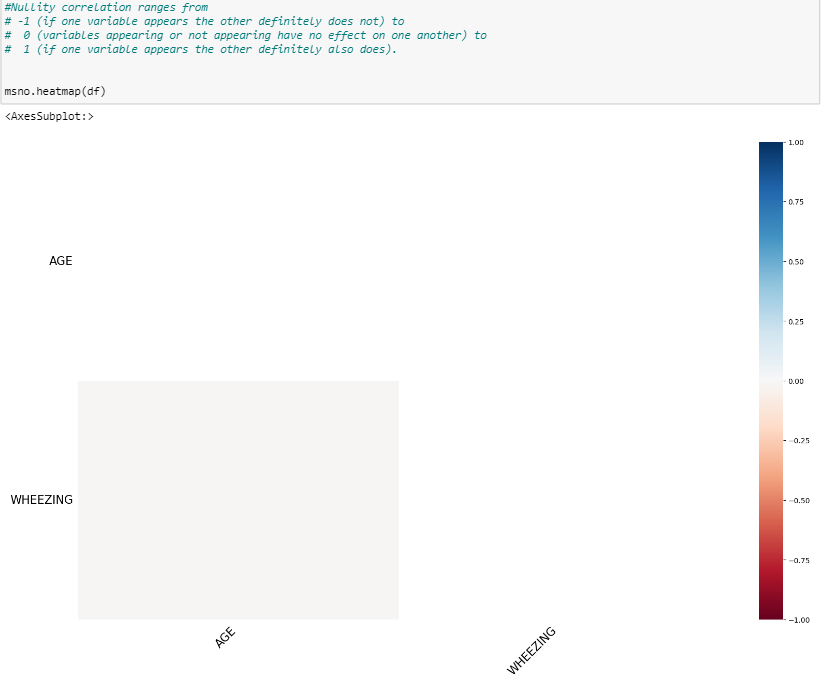 #Nullity correlation ranges from
# -1 (if one variable appears the other definitely does not) to
#  0 (variables appearing or not appearing have no effect on one another) to
#  1 (if one variable appears the other definitely also does).
msno.heatmap(df)
<AxesSubplot:>
1.00
0.75
AGE
0.50
0.25
0.00
−0.25
WHEEZING
−0.50
−0.75
−1.00
AGE
WHEEZING